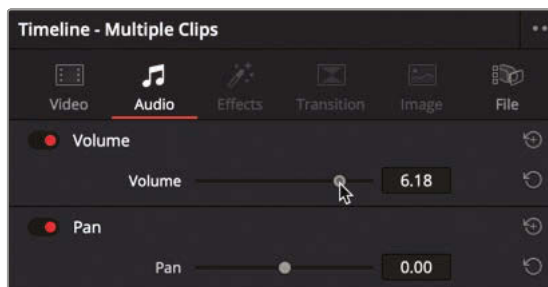 Timeline - Multiple Clips
Video Audio Effects Transition Image File
Volume
Volume 6.18
Pan
Pan 0.00